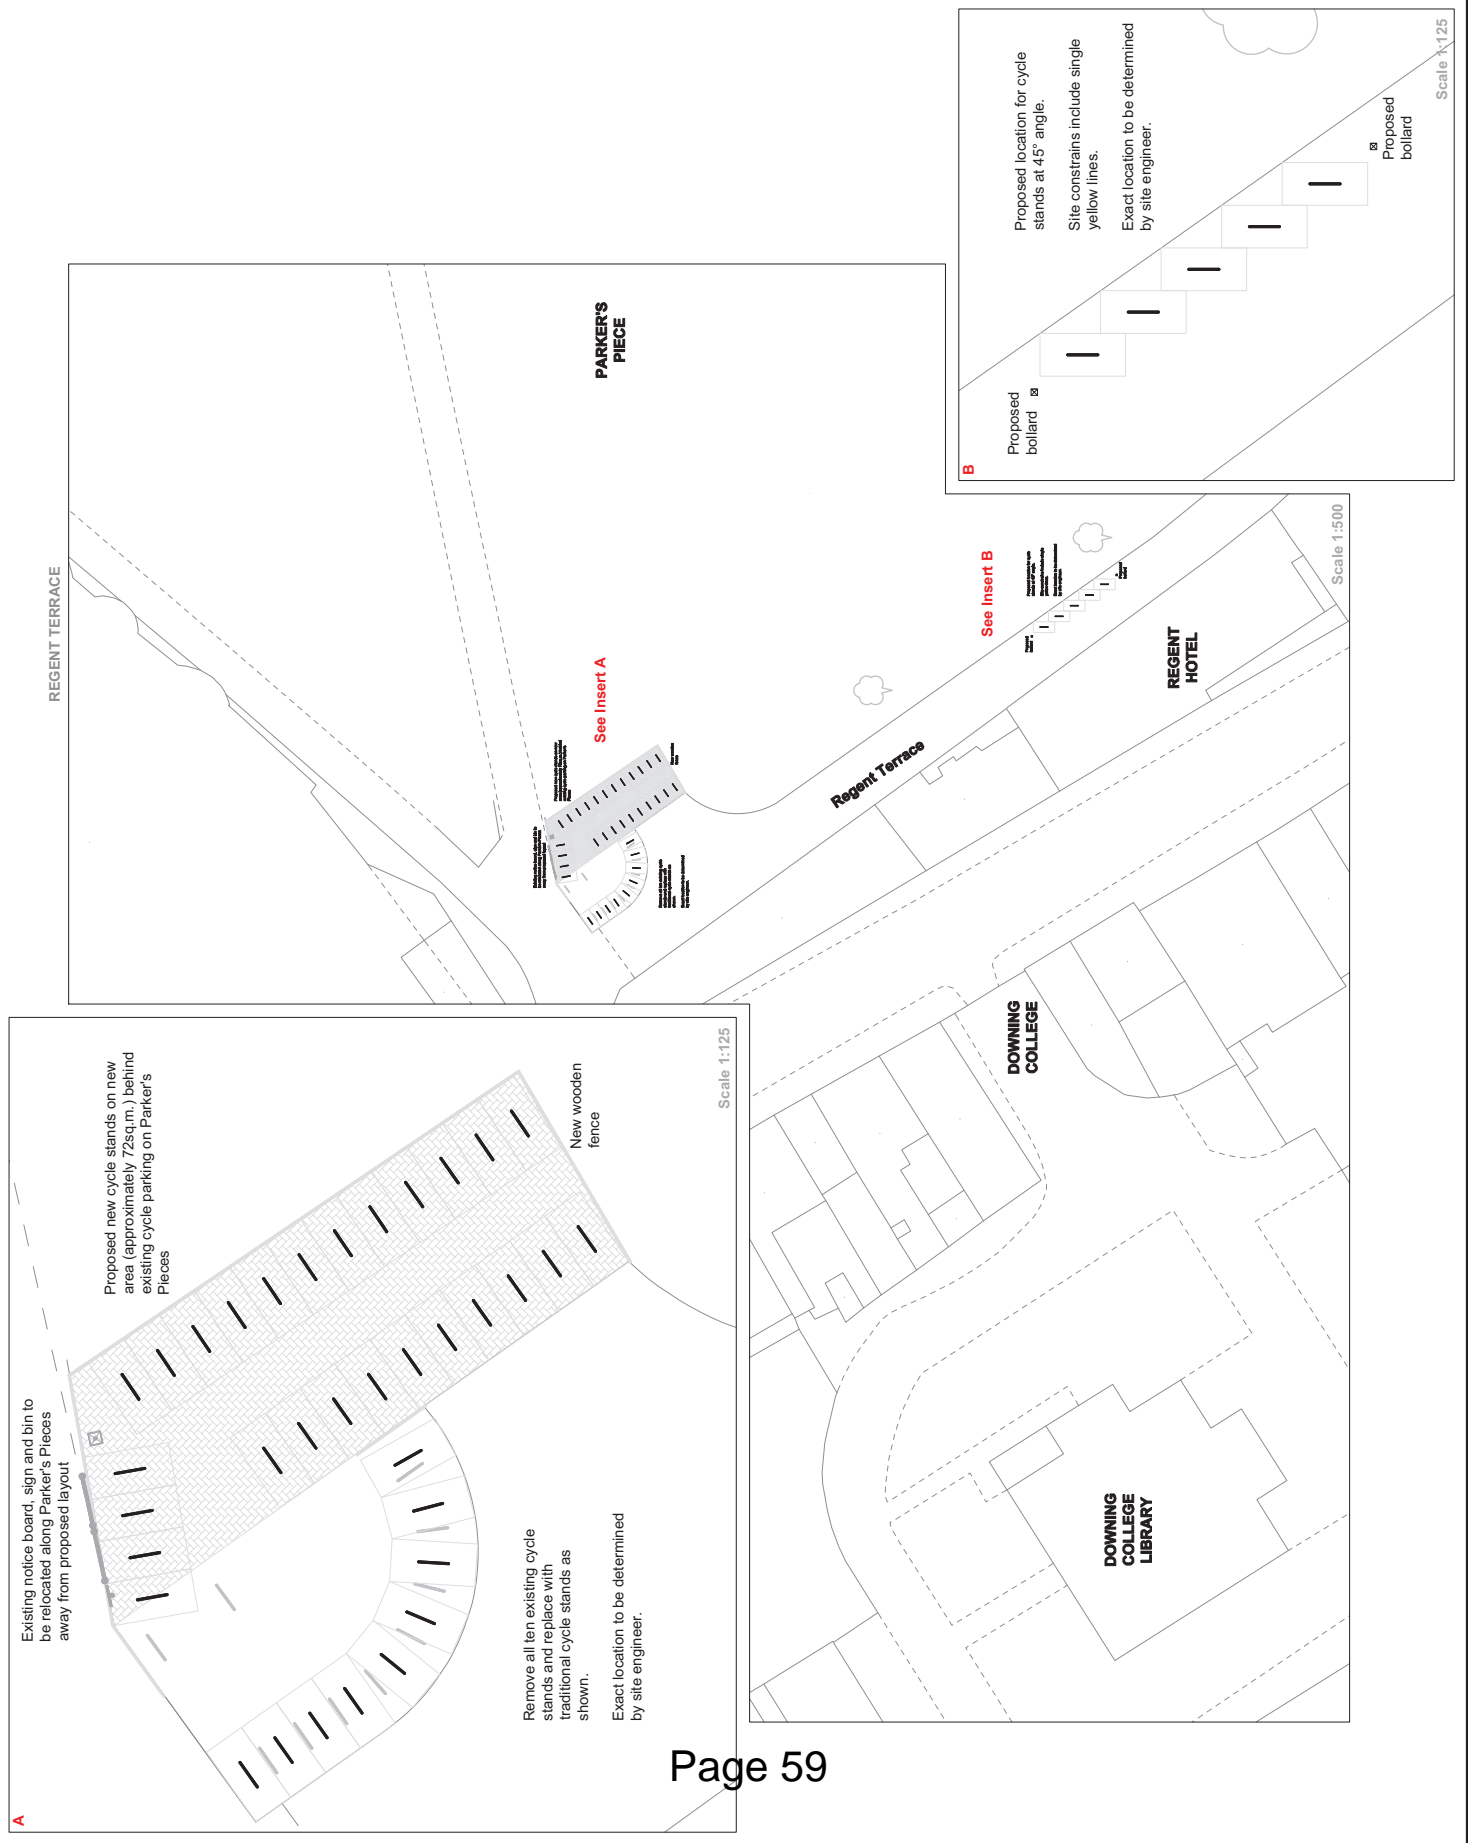 REGENT TERRACE
A
Existing notice board, sign and bin to
be relocated along Parker's Pieces
away from proposed layout
Proposed new cycle stands on new
area (approximately 72sq.m.) behind
existing cycle parking on Parker's
Pieces
New wooden
fence
Remove all ten existing cycle
stands and replace with
traditional cycle stands as
shown.
Exact location to be determined
by site engineer.
Scale 1:125
PARKER'S
PIECE
See Insert A
See Insert B
Regent Terrace
REGENT
HOTEL
DOWNING
COLLEGE
DOWNING
COLLEGE
LIBRARY
Scale 1:500
B
Proposed location for cycle
stands at 45° angle.
Site constrains include single
yellow lines.
Exact location to be determined
by site engineer.
Proposed
bollard
Proposed
bollard
Scale 1:125
Page 59